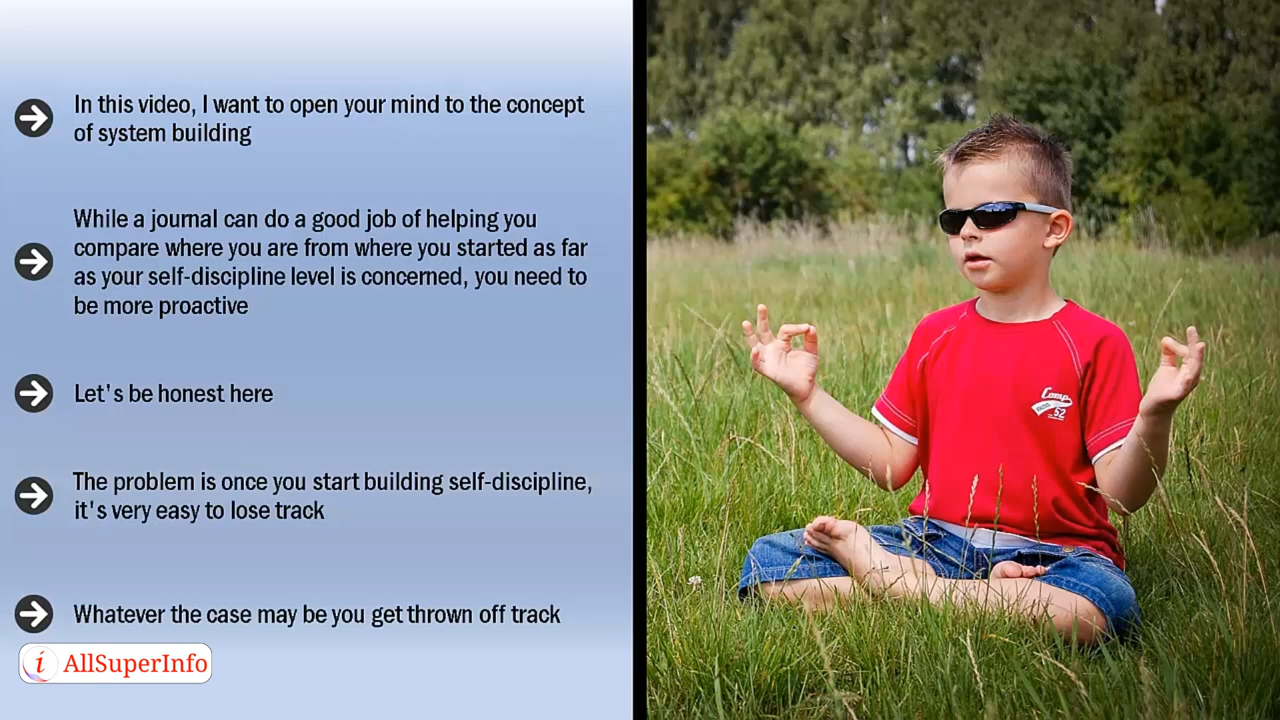 In this video, I want to open your mind to the concept
of system building
While a journal can do a good job of helping you
compare where you are from where you started as far
as your self-discipline level is concerned, you need to
be more proactive
Let's be honest here
The problem is once you start building self-discipline,
it's very easy to lose track
Whatever the case may be you get thrown off track
i AllSuperInfo
Comp
52